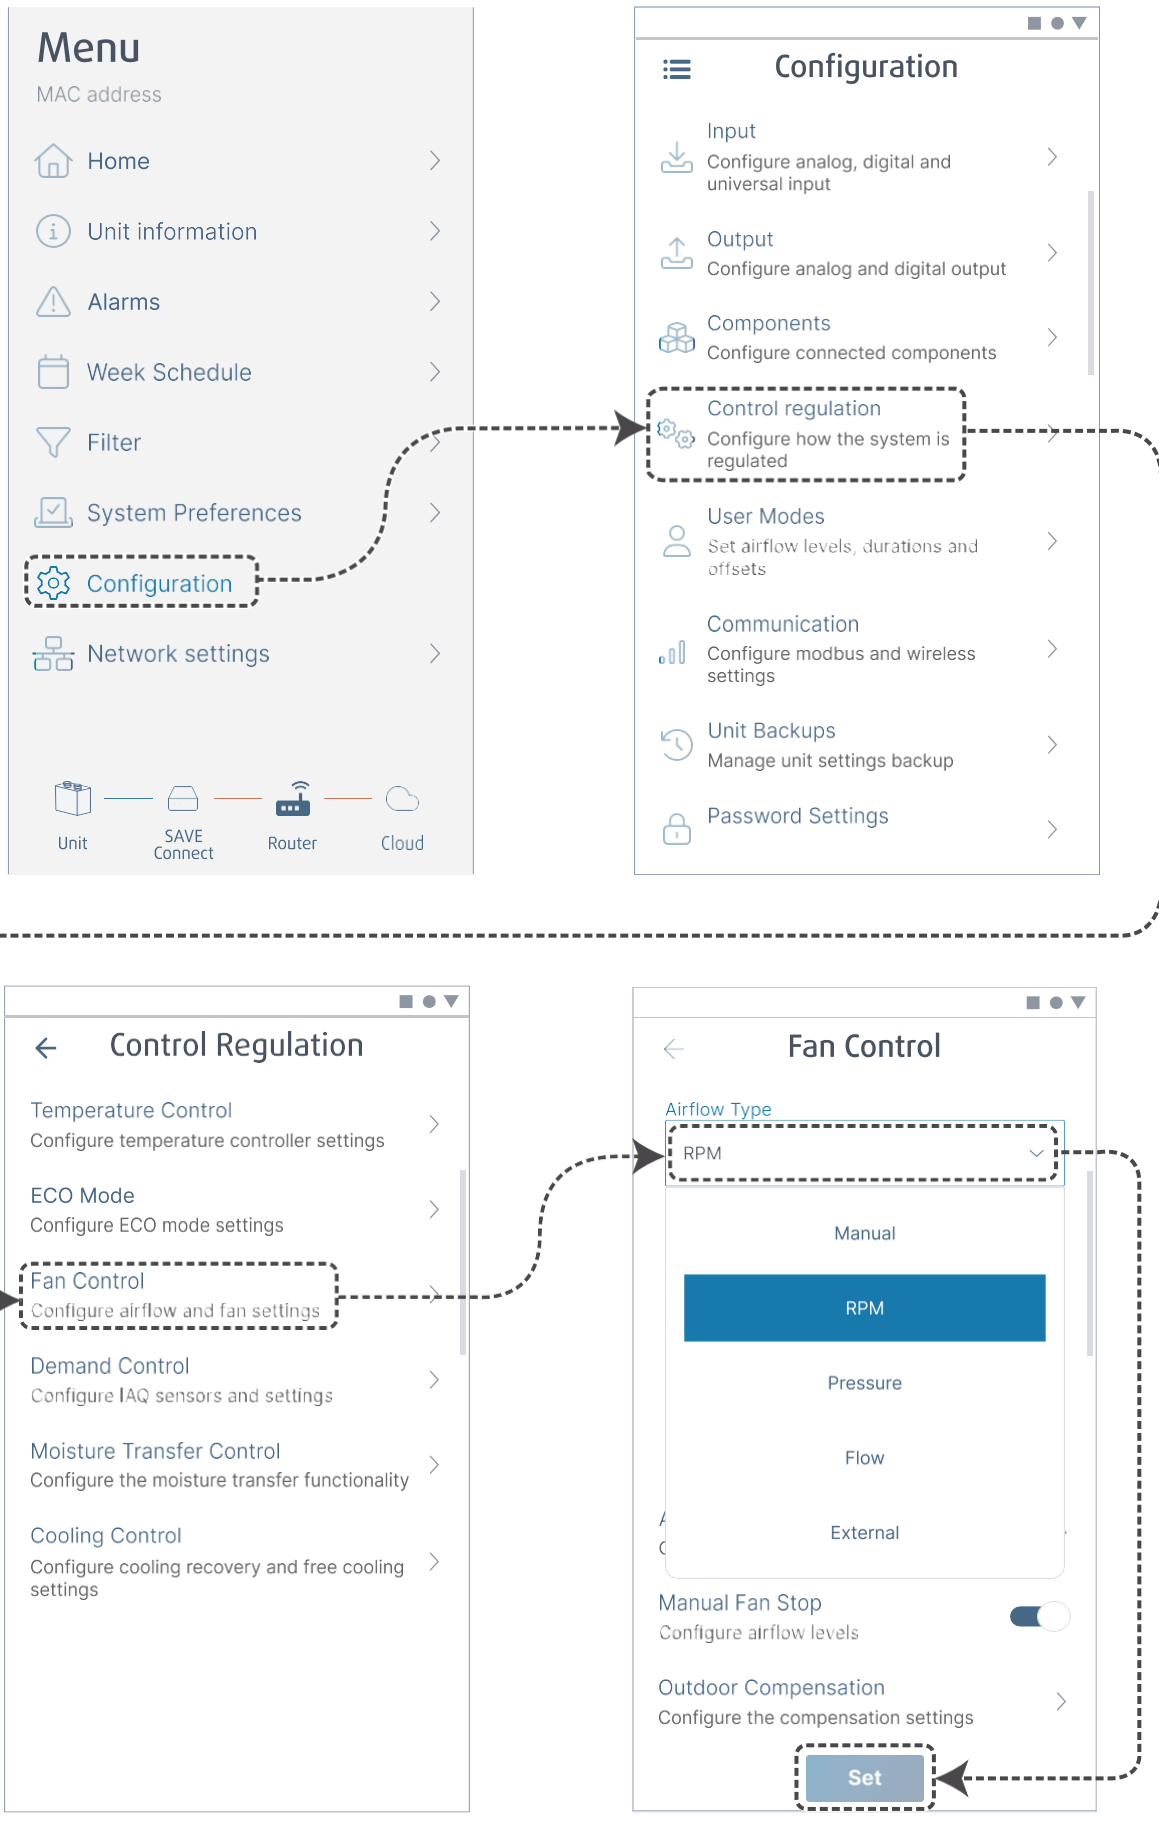 Menu
MAC address
Home
Unit information
Alarms
Week Schedule
Filter
System Preferences
Configuration
Network settings
Unit
SAVE
Connect
Router
Cloud
Configuration
Input
Configure analog, digital and
universal input
Output
Configure analog and digital output
Components
Configure connected components
Control regulation
Configure how the system is
regulated
User Modes
Set airflow levels, durations and
offsets
Communication
Configure modbus and wireless
settings
Unit Backups
Manage unit settings backup
Password Settings
Control Regulation
Temperature Control
Configure temperature controller settings
ECO Mode
Configure ECO mode settings
Fan Control
Configure airflow and fan settings
Demand Control
Configure IAQ sensors and settings
Moisture Transfer Control
Configure the moisture transfer functionality
Cooling Control
Configure cooling recovery and free cooling
settings
Fan Control
Airflow Type
RPM
Manual
RPM
Pressure
Flow
External
Manual Fan Stop
Configure airflow levels
Outdoor Compensation
Configure the compensation settings
Set